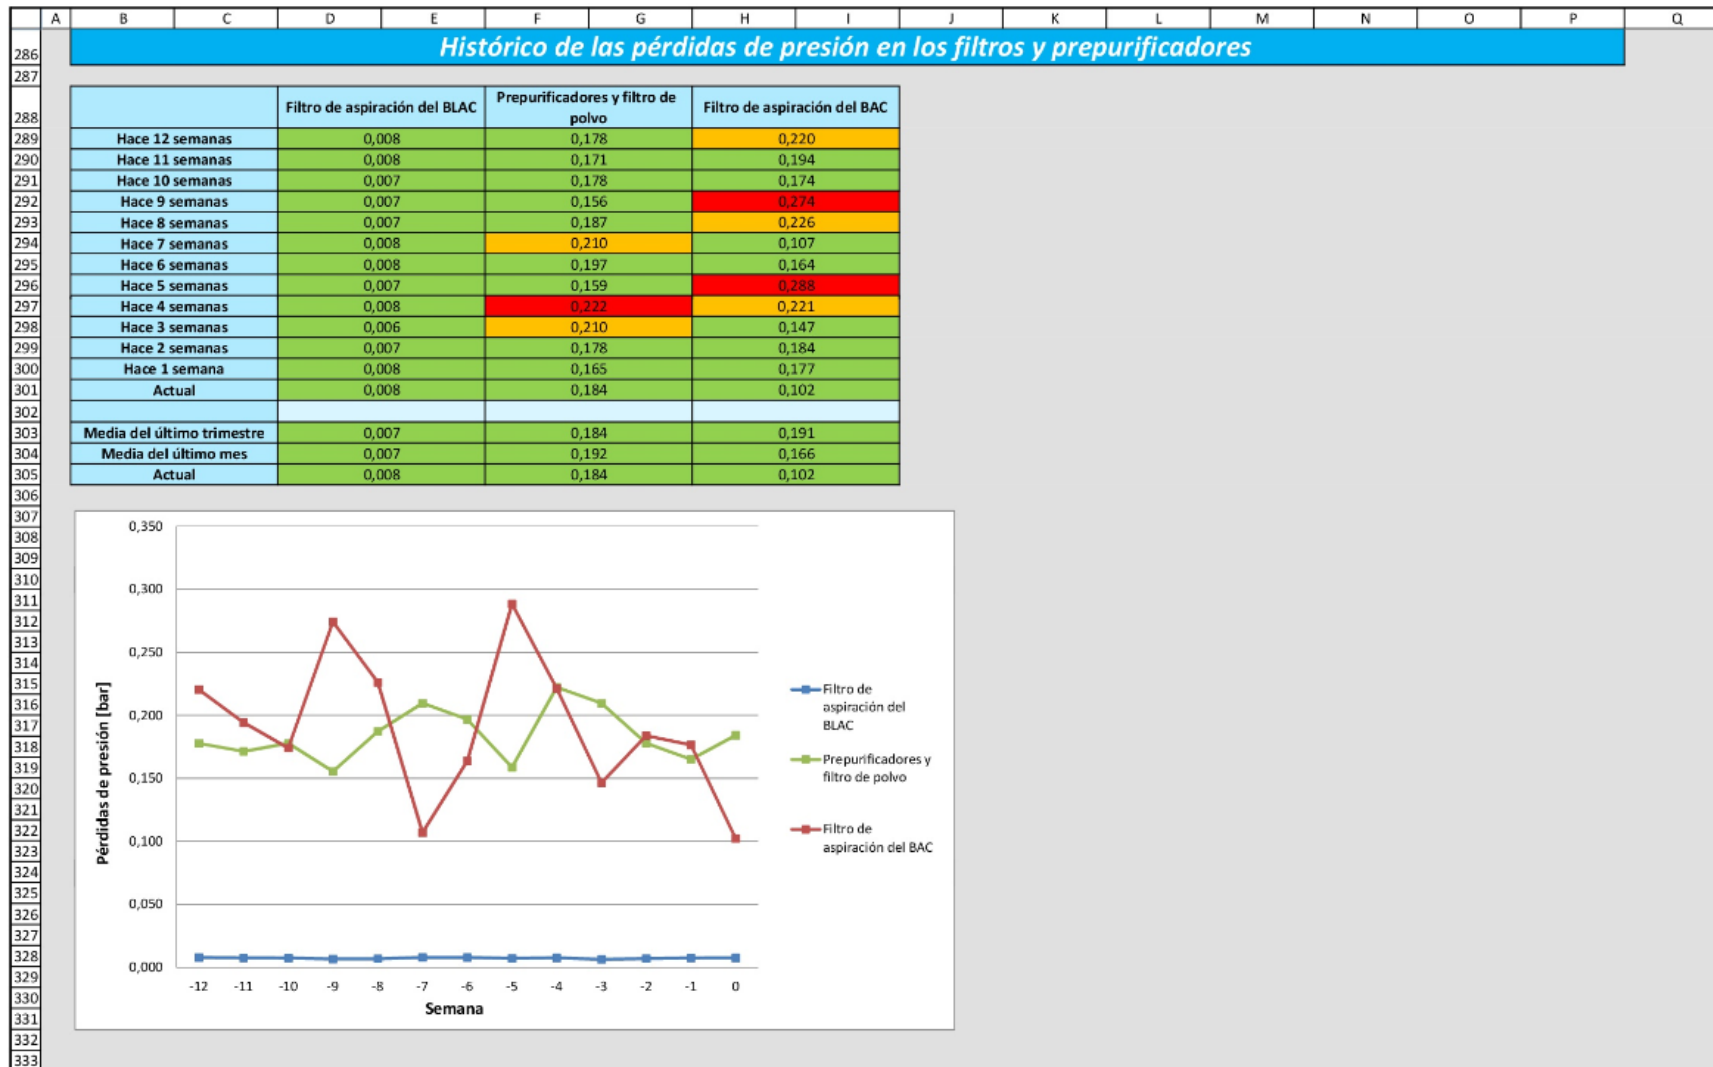 A B C D E F G H I J K L M N O P Q
286 Histórico de las pérdidas de presión en los filtros y prepurificadores
287
288 Filtro de aspiración del BLAC Prepurificadores y filtro de polvo Filtro de aspiración del BAC
289 Hace 12 semanas 0,008 0,178 0,220
290 Hace 11 semanas 0,008 0,171 0,194
291 Hace 10 semanas 0,007 0,178 0,174
292 Hace 9 semanas 0,007 0,156 0,274
293 Hace 8 semanas 0,007 0,187 0,226
294 Hace 7 semanas 0,008 0,210 0,107
295 Hace 6 semanas 0,008 0,197 0,164
296 Hace 5 semanas 0,007 0,159 0,288
297 Hace 4 semanas 0,008 0,222 0,221
298 Hace 3 semanas 0,006 0,210 0,147
299 Hace 2 semanas 0,007 0,178 0,184
300 Hace 1 semana 0,008 0,165 0,177
301 Actual 0,008 0,184 0,102
302
303 Media del último trimestre 0,007 0,184 0,191
304 Media del último mes 0,007 0,192 0,166
305 Actual 0,008 0,184 0,102
306
307
308
309
310
311
312
313
314
315
316
317
318
319
320
321
322
323
324
325
326
327
328
329
330
331
332
333
Pérdidas de presión [bar]
0,350
0,300
0,250
0,200
0,150
0,100
0,050
0,000
-12 -11 -10 -9 -8 -7 -6 -5 -4 -3 -2 -1 0
Semana
Filtro de
aspiración del
BLAC
Prepurificadores y
filtro de polvo
Filtro de
aspiración del BAC